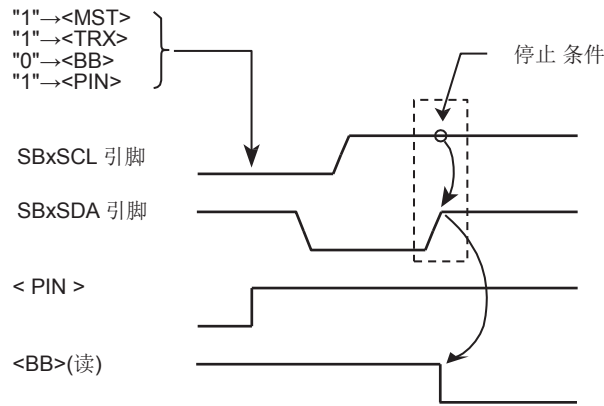 "1"→<MST>
"1"→<TRX>
"0"→<BB>
"1"→<PIN>
停止 条件
SBxSCL 引脚
SBxSDA 引脚
< PIN >
<BB>(读)